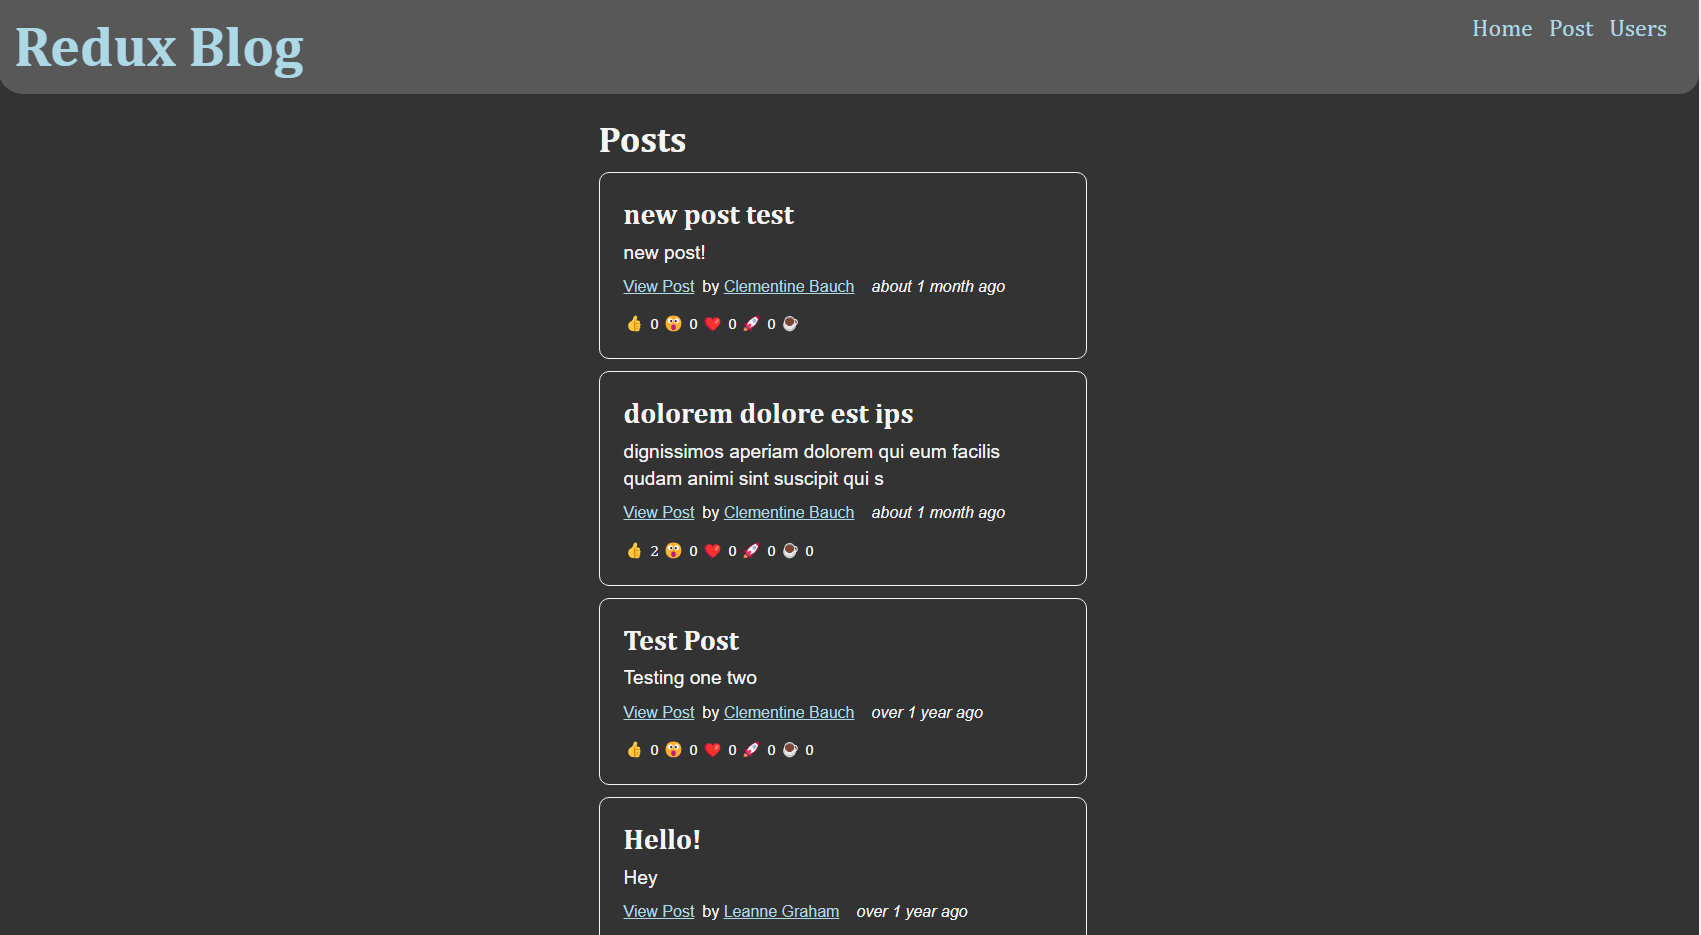 Redux Blog
Home Post Users
Posts
new post test
new post!
View Post by Clementine Bauch about 1 month ago
👍 0 😲 0 ❤️ 0 🚀 0 ☕
dolorem dolore est ips
dignissimos aperiam dolorem qui eum facilis
qudam animi sint suscipit qui s
View Post by Clementine Bauch about 1 month ago
👍 2 😲 0 ❤️ 0 🚀 0 ☕ 0
Test Post
Testing one two
View Post by Clementine Bauch over 1 year ago
👍 0 😲 0 ❤️ 0 🚀 0 ☕ 0
Hello!
Hey
View Post by Leanne Graham over 1 year ago